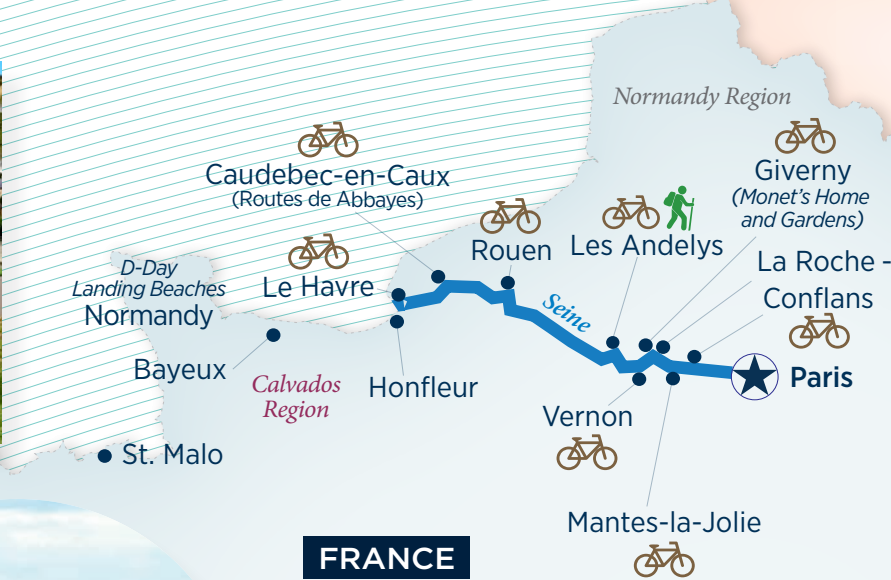 Normandy Region
Giverny
(Monet's Home
and Gardens)
Caudebec-en-Caux
(Routes de Abbayes)
Rouen
Les Andelys
La Roche -
Conflans
D-Day
Landing Beaches
Normandy
Le Havre
Seine
Bayeux
Calvados
Region
Honfleur
Paris
Vernon
St. Malo
Mantes-la-Jolie
FRANCE